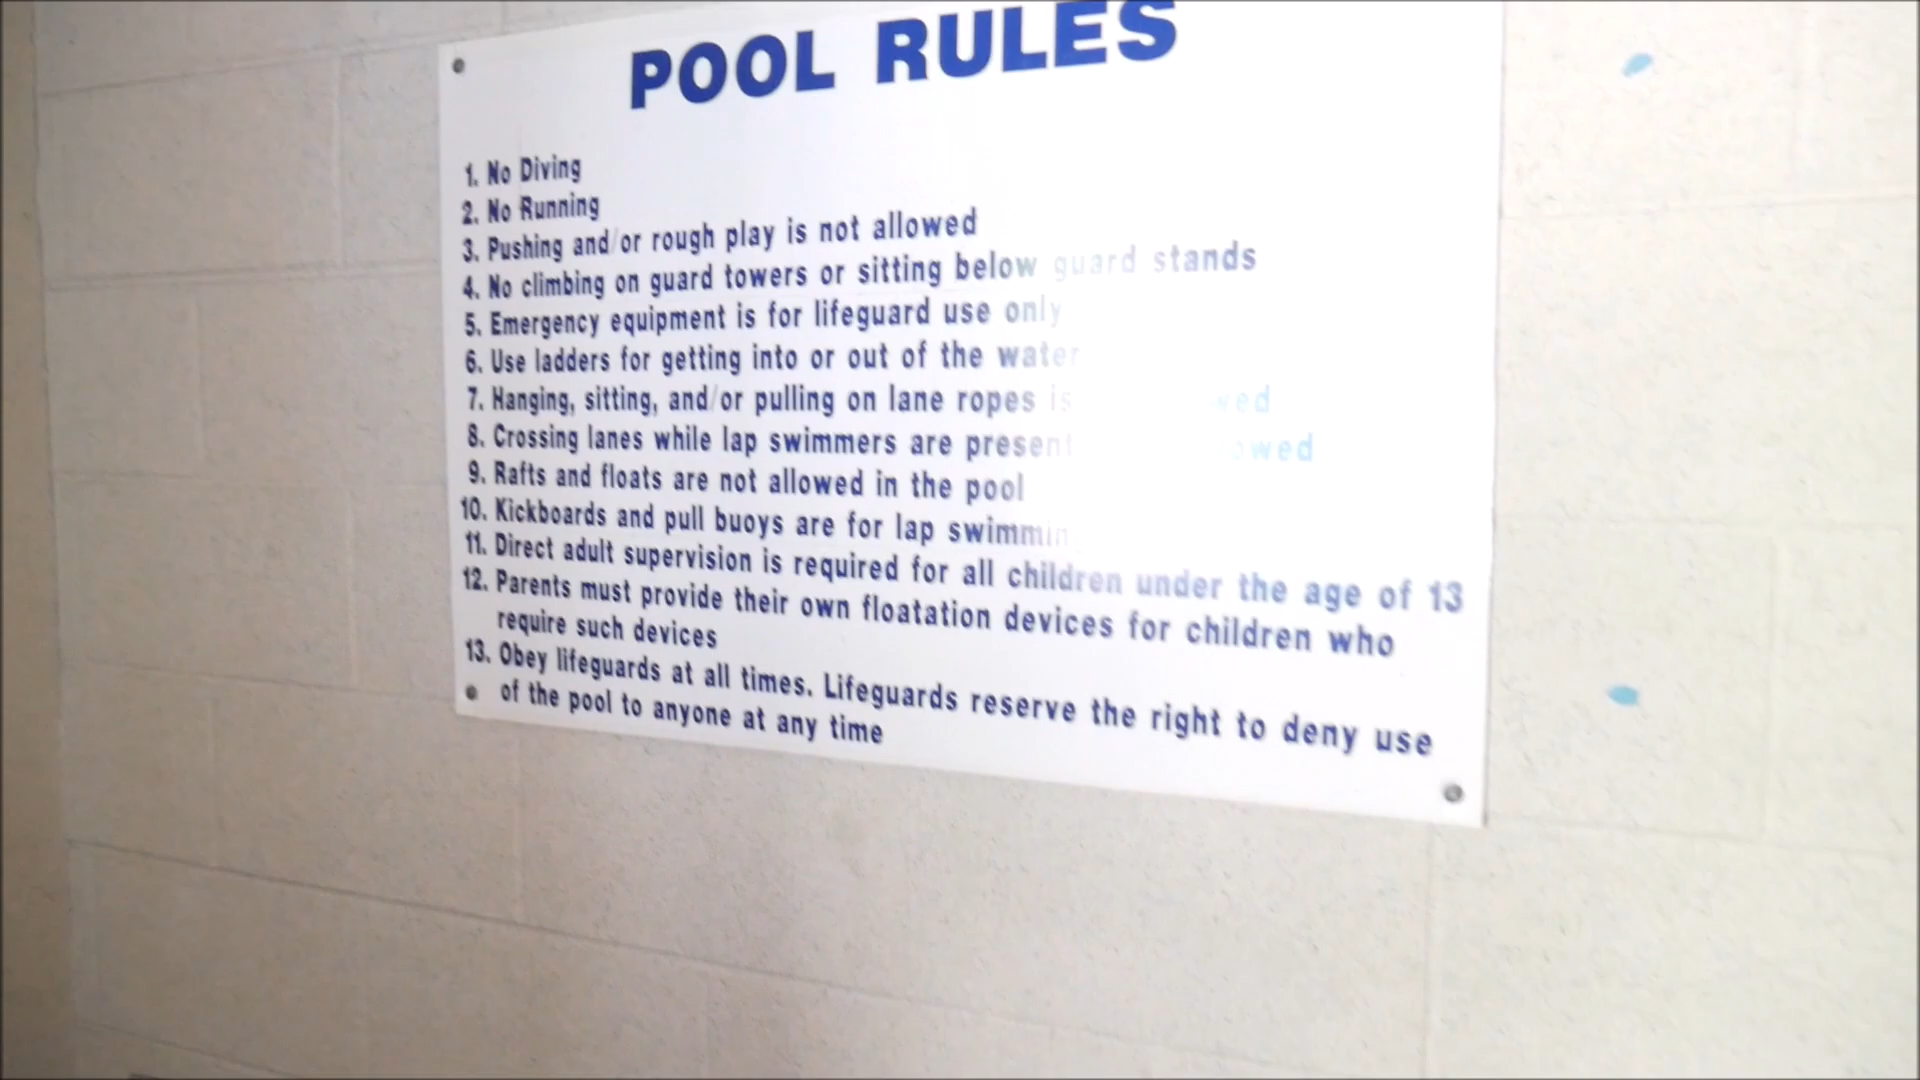 POOL RULES
1. No Diving
2. No Running
3. Pushing and/or rough play is not allowed
4. No climbing on guard towers or sitting below guard stands
5. Emergency equipment is for lifeguard use only
6. Use ladders for getting into or out of the water
7. Hanging, sitting, and/or pulling on lane ropes is
8. Crossing lanes while lap swimmers are present
9. Rafts and floats are not allowed in the pool
10. Kickboards and pull buoys are for lap
11. Direct adult supervision is required for all children under the age of 13
12. Parents must provide their own floatation devices for children who
require such devices
13. Obey lifeguards at all times. Lifeguards reserve the right to deny use
of the pool to anyone at any time